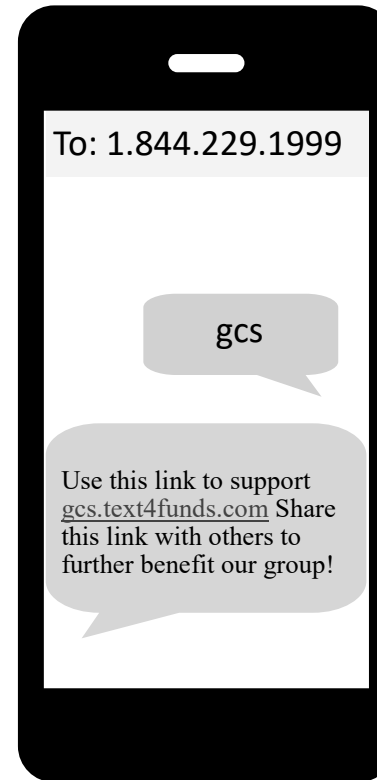 To: 1.844.229.1999
gcs
Use this link to support
gcs.text4funds.com Share
this link with others to
further benefit our group!